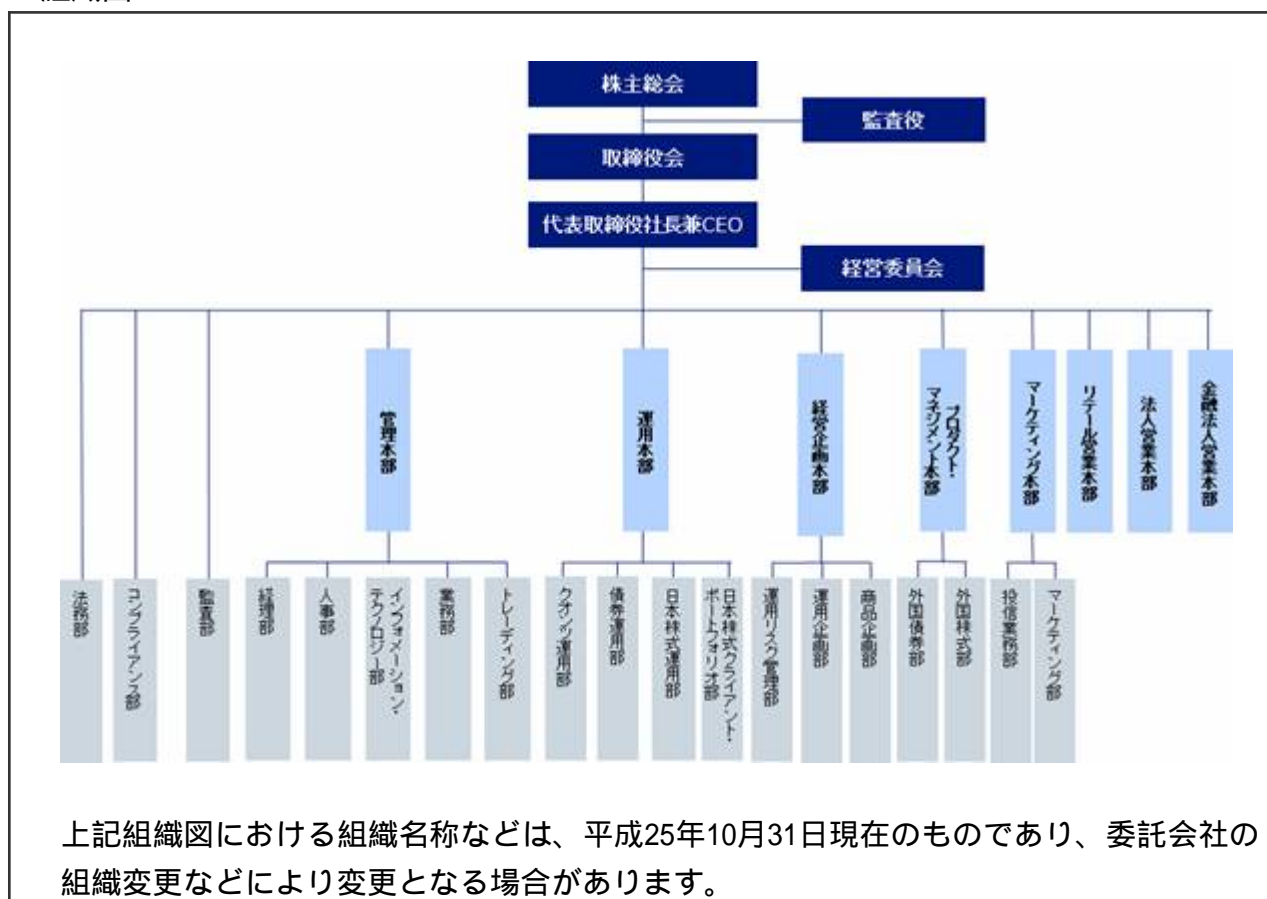 株主総会
監査役
取締役会
代表取締役社長兼CEO
経営委員会
管理本部
運用本部
経営企画本部
プロダクト・
マネジメント本部
マーケティング本部
リテール営業本部
法人営業本部
金融法人営業本部
法務部
コンプライアンス部
監査部
経理部
人事部
インフォメーション・
テクノロジー部
業務部
トレーディング部
クオンツ運用部
債券運用部
日本株式運用部
日本株式クライアント・
ポートフォリオ部
運用リスク管理部
運用企画部
商品企画部
外国債券部
外国株式部
投信業務部
マーケティング部
上記組織図における組織名称などは、平成25年10月31日現在のものであり、委託会社の
組織変更などにより変更となる場合があります。